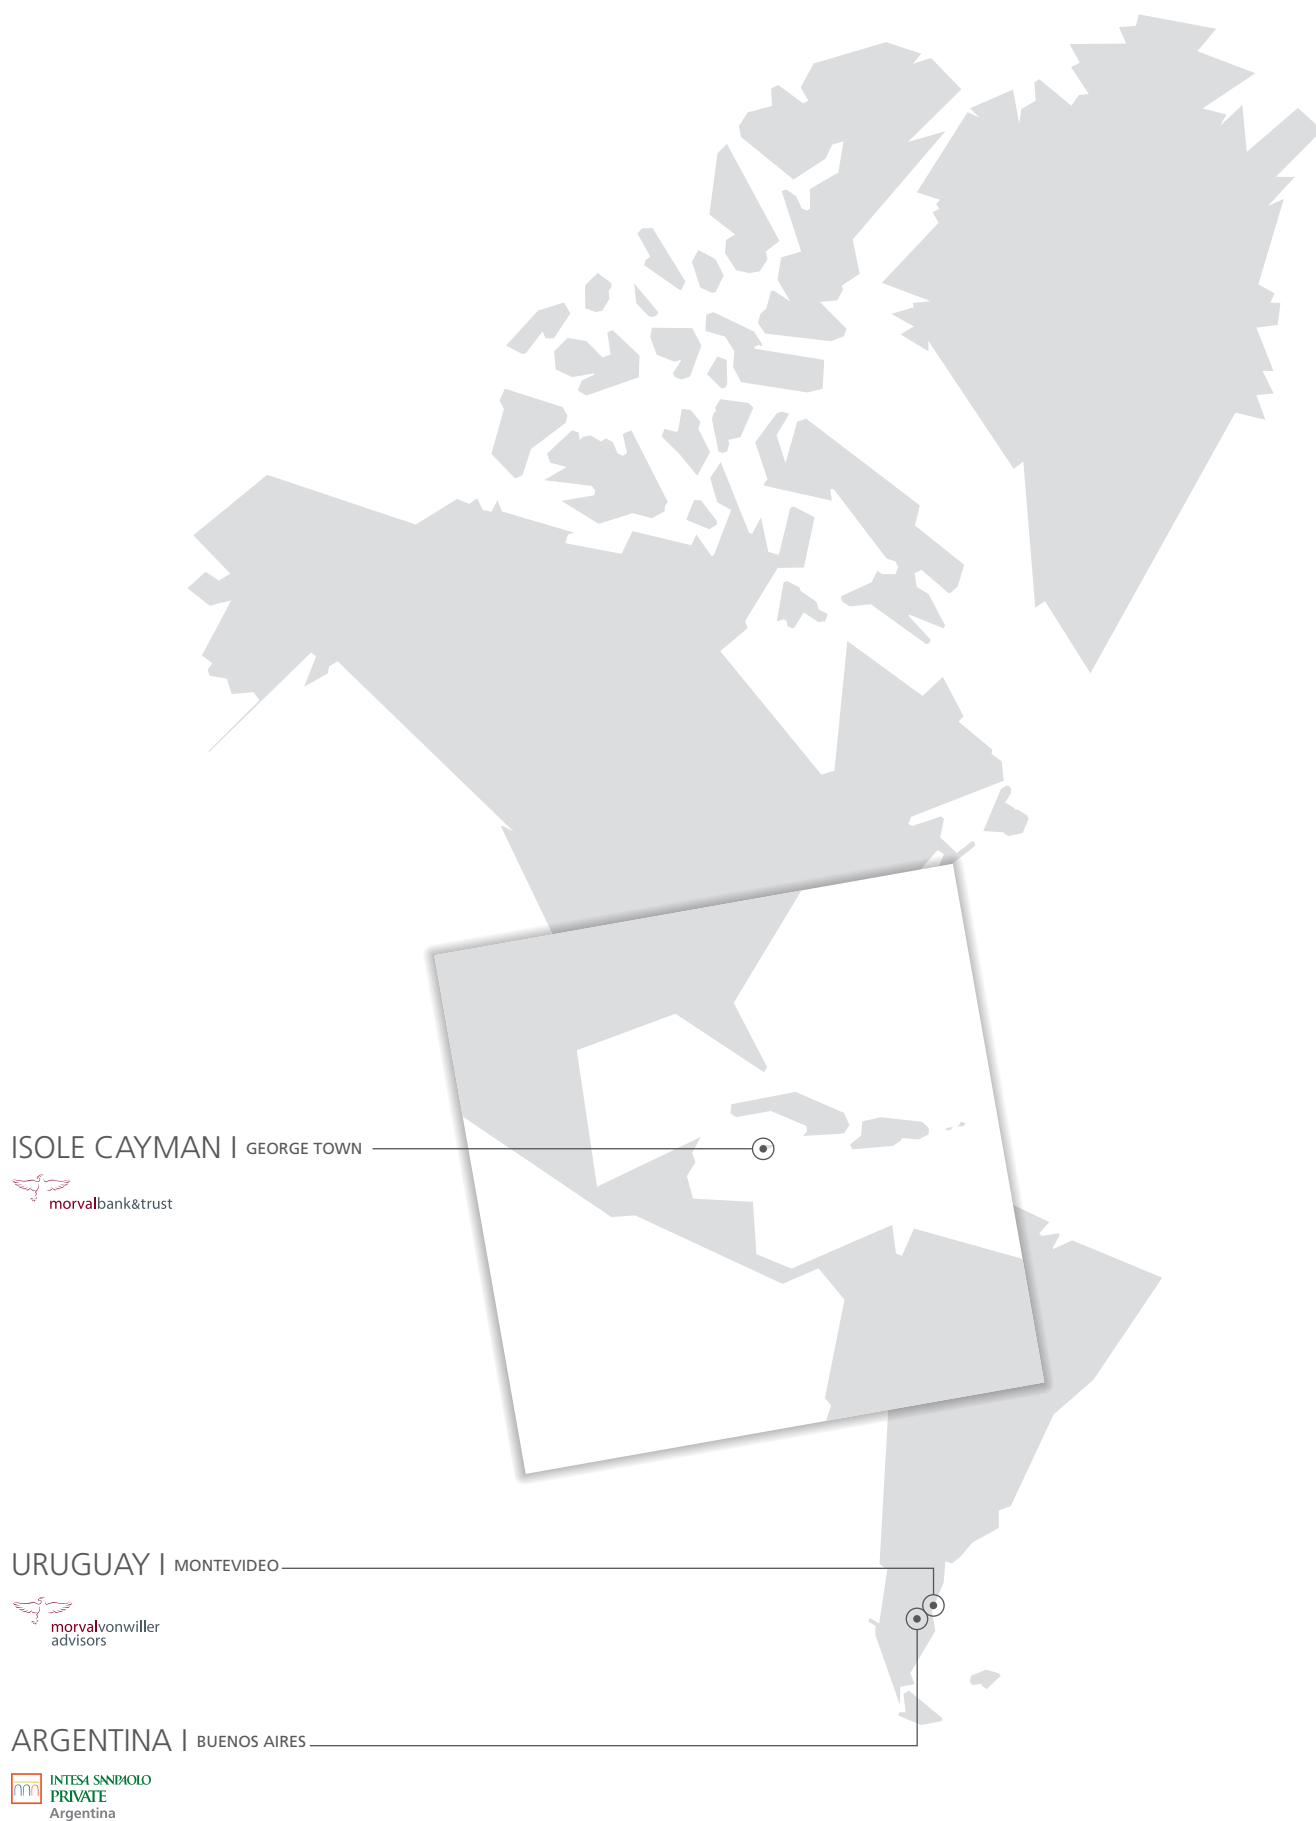 ISOLE CAYMAN | GEORGE TOWN
morvalbank&trust
URUGUAY | MONTEVIDEO
morvalvonwiller
advisors
ARGENTINA | BUENOS AIRES
INTESA SANPAOLO
PRIVATE
Argentina